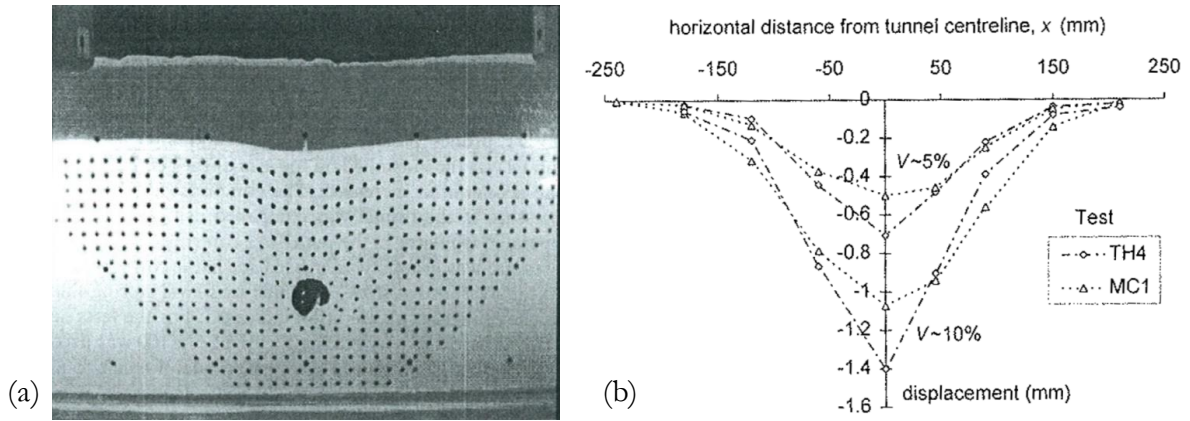 (a)
horizontal distance from tunnel centreline, x (mm)
-250 -150 -50 50 150 250
0
-0.2
-0.4
-0.6
-0.8
-1
-1.2
-1.4
-1.6
V~5%
V~10%
Test
TH4
MC1
displacement (mm)
(b)